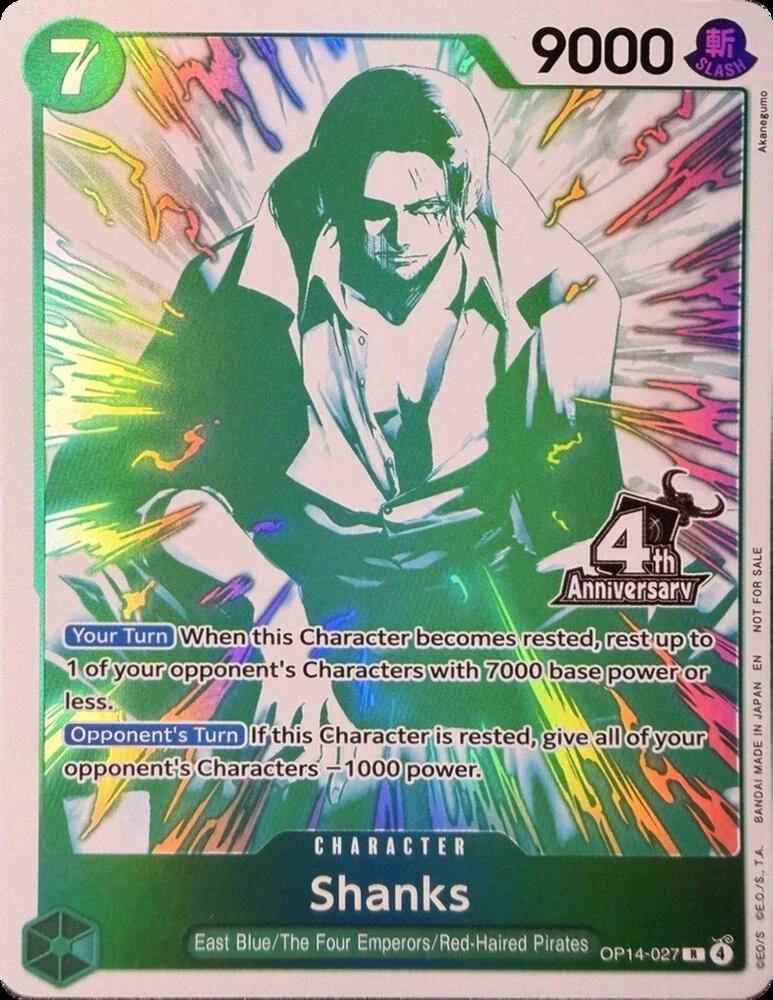 7
9000
斬
SLASH
Akanegumo
4th
Anniversary
Your Turn When this Character becomes rested, rest up to
1 of your opponent's Characters with 7000 base power or
less.
Opponent's Turn If this Character is rested, give all of your
opponent's Characters −1000 power.
CHARACTER
Shanks
East Blue/The Four Emperors/Red-Haired Pirates
OP14-027 R 4
©E.O./S ©E.O./S., T.A. BANDAI MADE IN JAPAN EN NOT FOR SALE